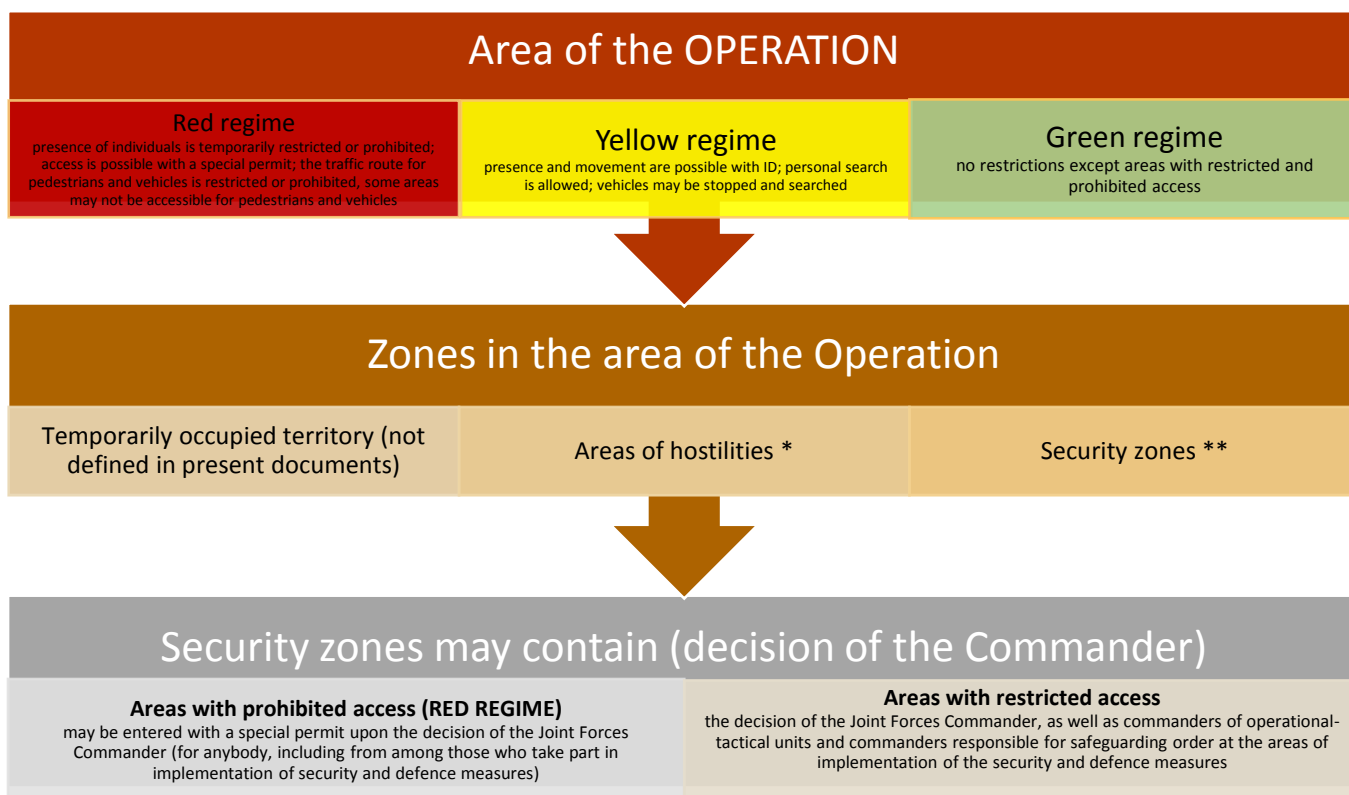 Area of the OPERATION
Red regime
presence of individuals is temporarily restricted or prohibited;
access is possible with a special permit; the traffic route for
pedestrians and vehicles is restricted or prohibited, some areas
may not be accessible for pedestrians and vehicles
Yellow regime
presence and movement are possible with ID; personal search
is allowed; vehicles may be stopped and searched
Green regime
no restrictions except areas with restricted and
prohibited access
Zones in the area of the Operation
Temporarily occupied territory (not
defined in present documents)
Areas of hostilities *
Security zones **
Security zones may contain (decision of the Commander)
Areas with prohibited access (RED REGIME)
may be entered with a special permit upon the decision of the Joint Forces
Commander (for anybody, including from among those who take part in
implementation of security and defence measures)
Areas with restricted access
the decision of the Joint Forces Commander, as well as commanders of operational-
tactical units and commanders responsible for safeguarding order at the areas of
implementation of the security and defence measures